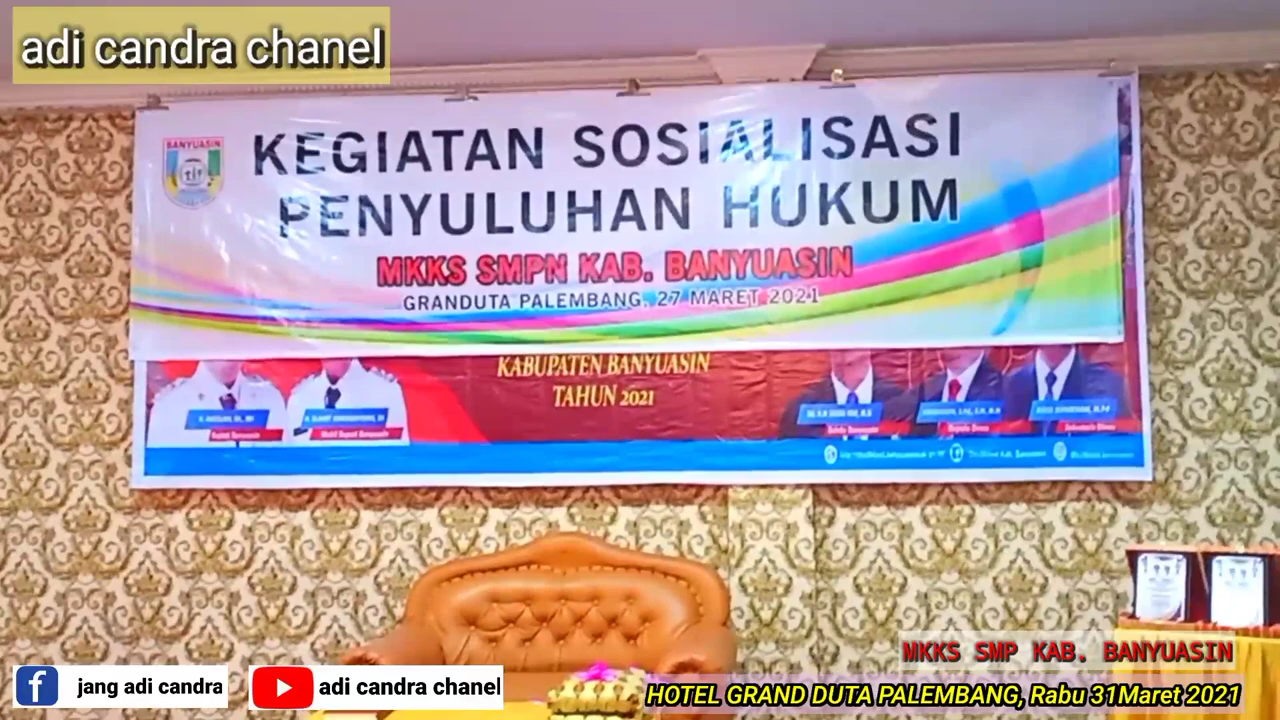 adi candra chanel
BANYUASIN
KEGIATAN SOSIALISASI
PENYULUHAN HUKUM
MKKS SMPN KAB. BANYUASIN
GRANDUTA PALEMBANG, 27 MARET 2021
KABUPATEN BANYUASIN
TAHUN 2021
MKKS SMP KAB. BANYUASIN
jang adi candra
adi candra chanel
HOTEL GRAND DUTA PALEMBANG, Rabu 31Maret 2021